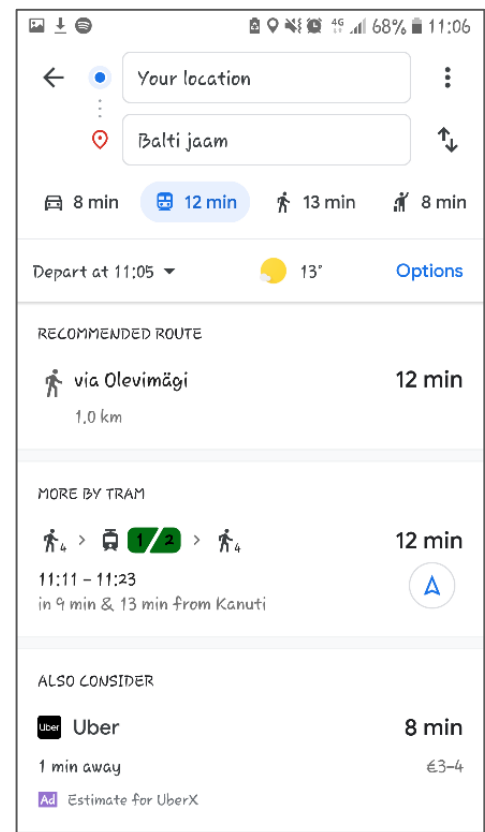 4G 68% 11:06
Your location
Balti jaam
8 min 12 min 13 min 8 min
Depart at 11:05 13° Options
RECOMMENDED ROUTE
via Olevimägi 12 min
1,0 km
MORE BY TRAM
4 > 1/2 > 4 12 min
11:11 – 11:23
in 9 min & 13 min from Kanuti
ALSO CONSIDER
Uber Uber 8 min
1 min away €3–4
Ad Estimate for UberX